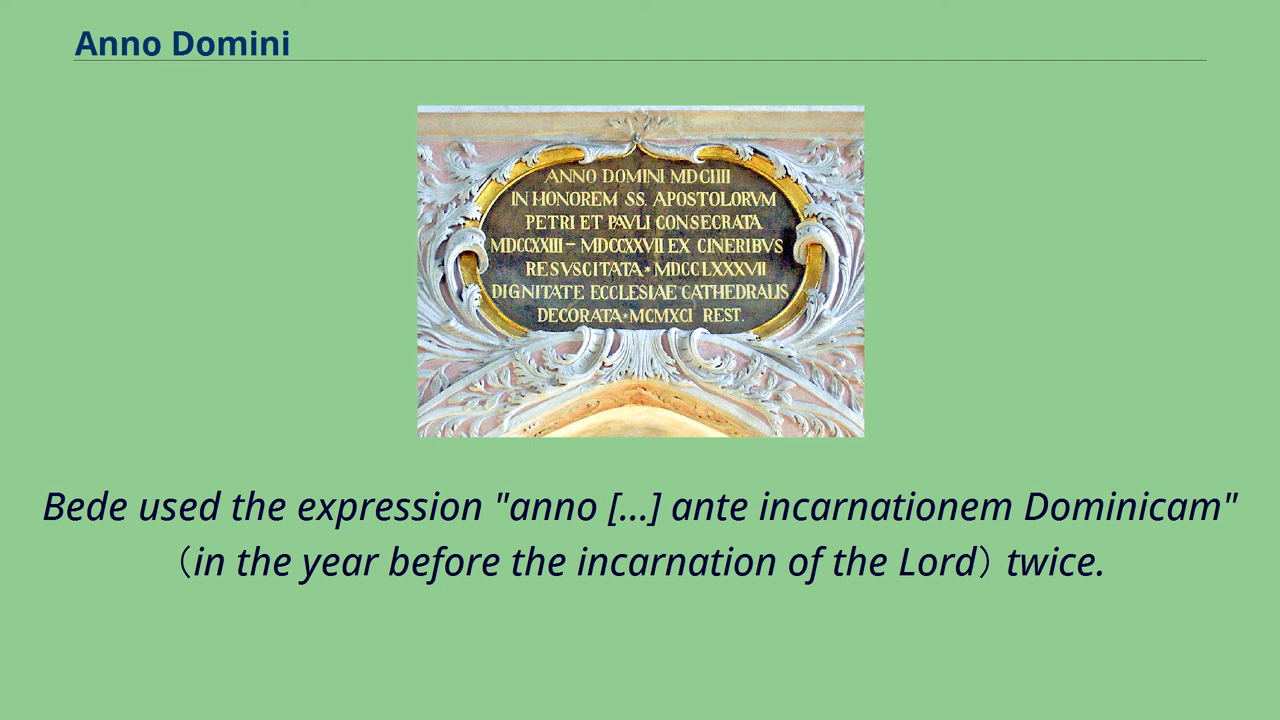 Anno Domini
ANNO DOMINI MDCIIII
IN HONOREM SS. APOSTOLORVM
PETRI ET PAVLI CONSECRATA
MDCCXXIII – MDCCXXVII EX CINERIBVS
RESVSCITATA * MDCCLXXXVII
DIGNITATE ECCLESIAE CATHEDRALIS
DECORATA * MCMXCI REST.
Bede used the expression "anno [...] ante incarnationem Dominicam"
（in the year before the incarnation of the Lord）twice.